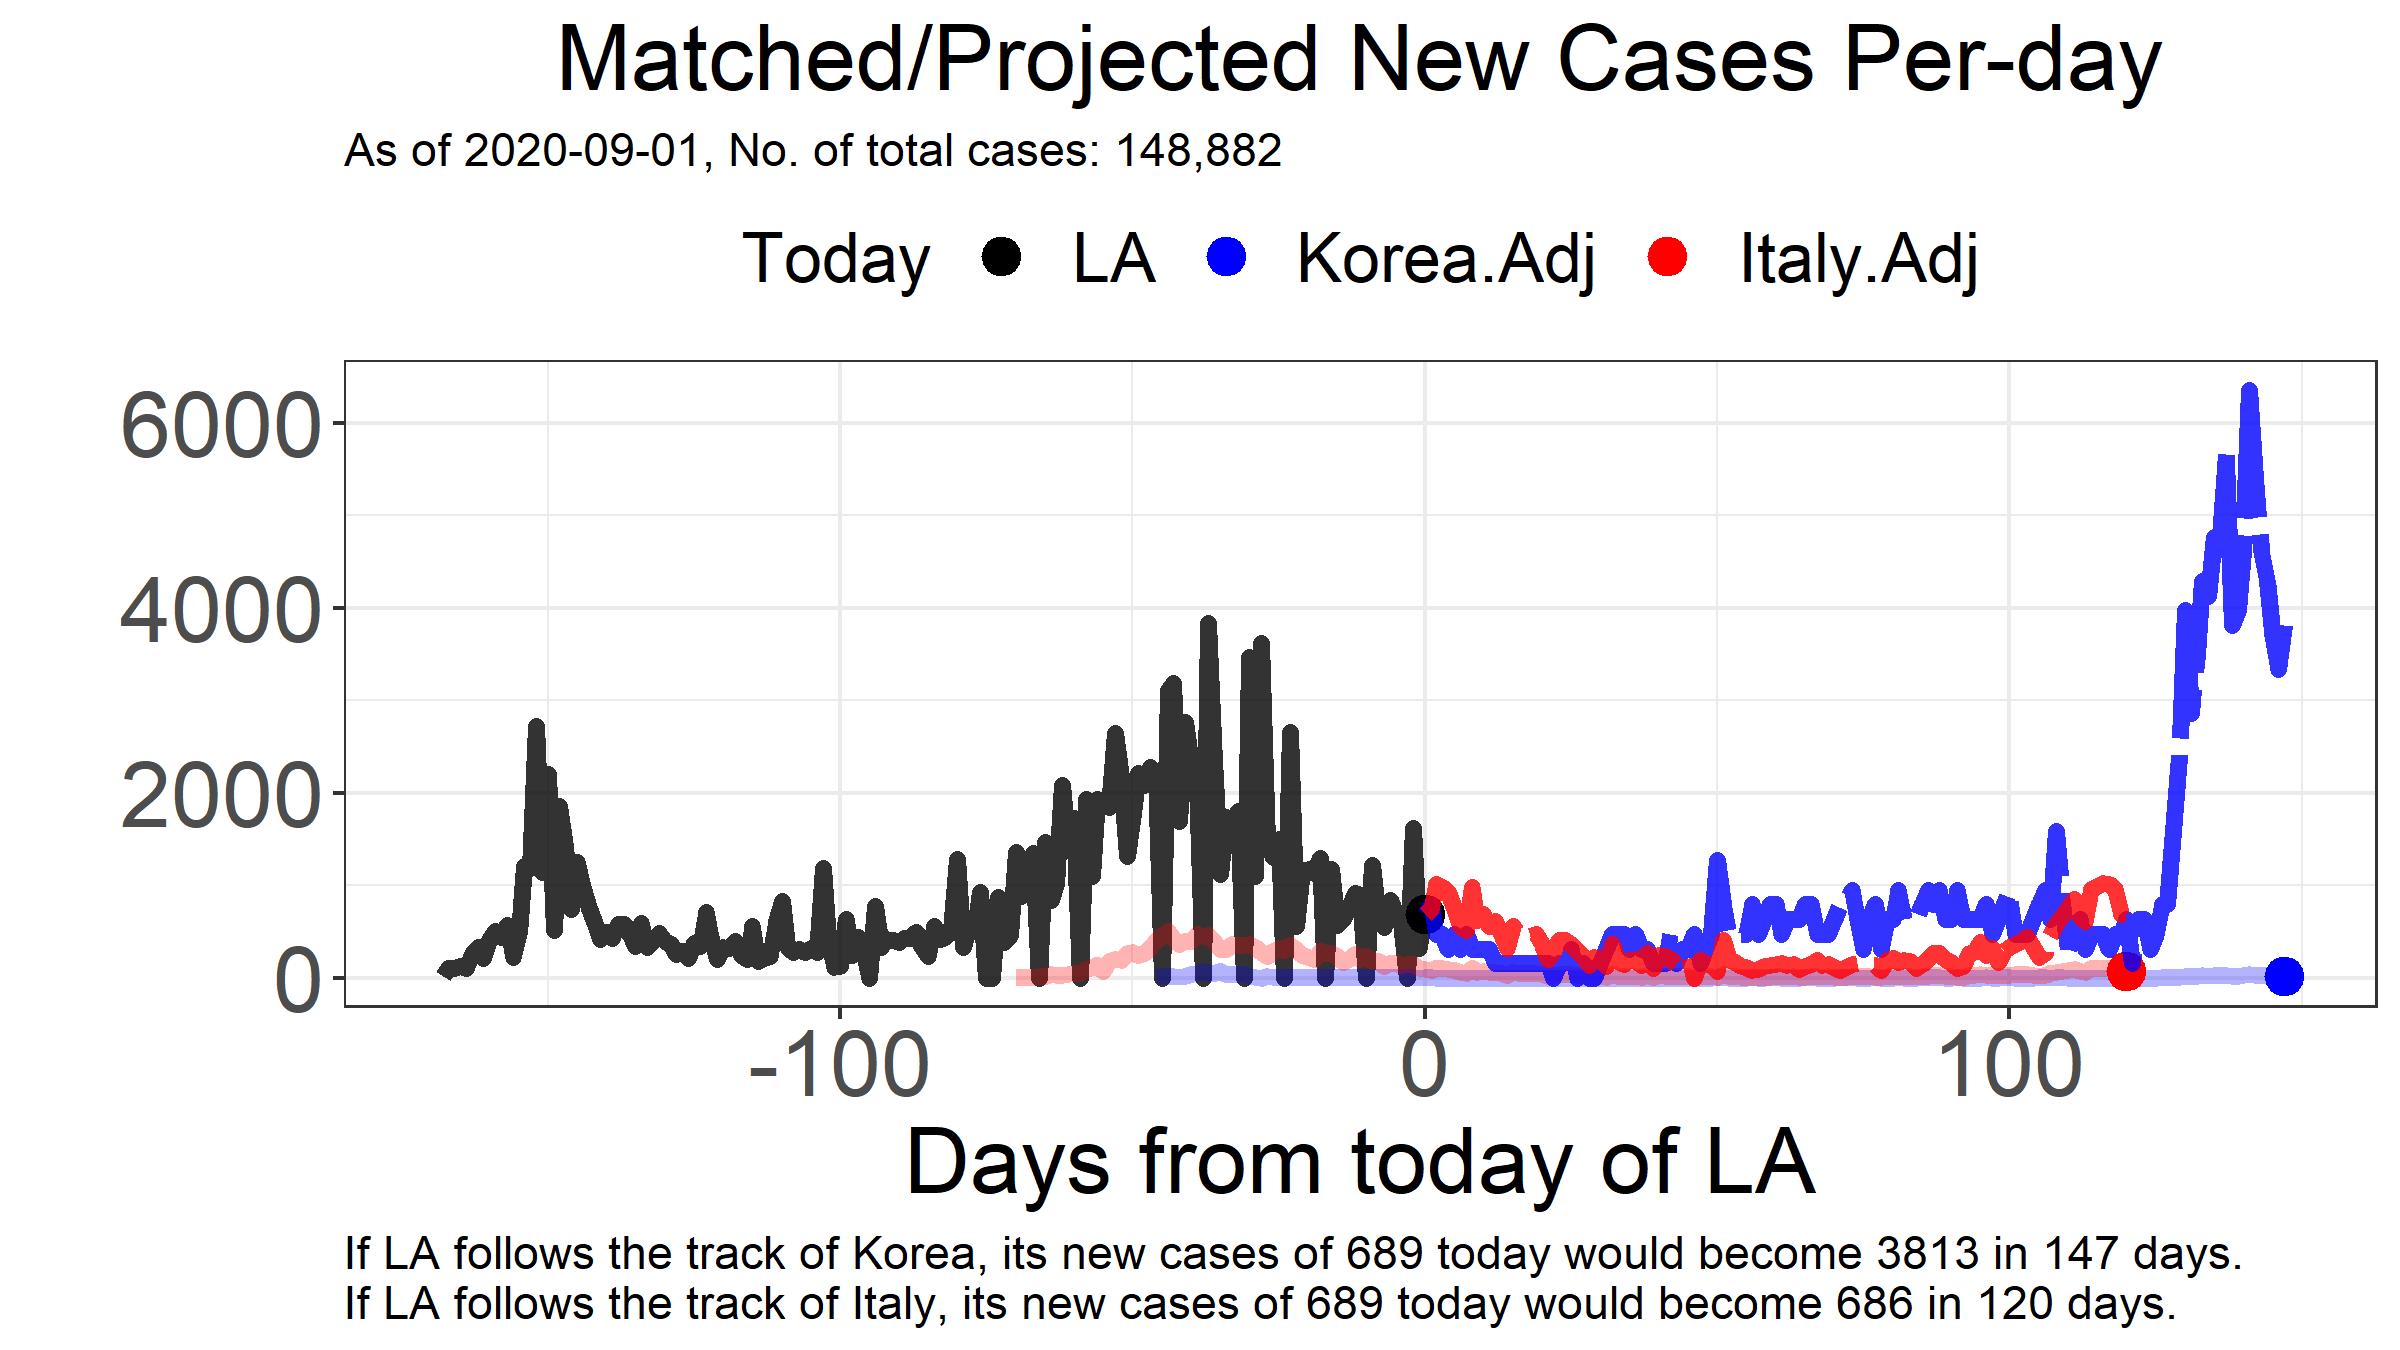 Matched/Projected New Cases Per-day
As of 2020-09-01, No. of total cases: 148,882
Today LA Korea.Adj Italy.Adj
6000
4000
2000
0
-100 0 100
Days from today of LA
If LA follows the track of Korea, its new cases of 689 today would become 3813 in 147 days.
If LA follows the track of Italy, its new cases of 689 today would become 686 in 120 days.